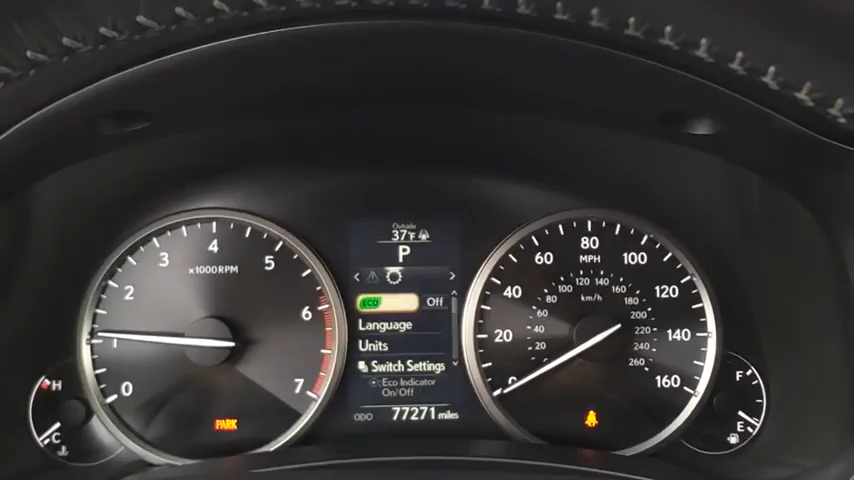 Outside
37°F
P
ECO Off
Language
Units
Switch Settings
Eco Indicator
On/Off
ODO 77271 miles
0 1 2 3 4 5 6 7
x1000RPM
PARK
H
C
0 20 40 60 80 100 120 140 160
MPH
20 40 60 80 100 120 140 160 180 200 220 240 260
km/h
F
E